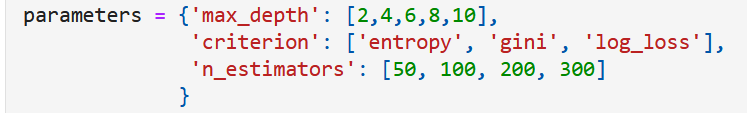 parameters = {'max_depth': [2,4,6,8,10],
'criterion': ['entropy', 'gini', 'log_loss'],
'n_estimators': [50, 100, 200, 300]
}